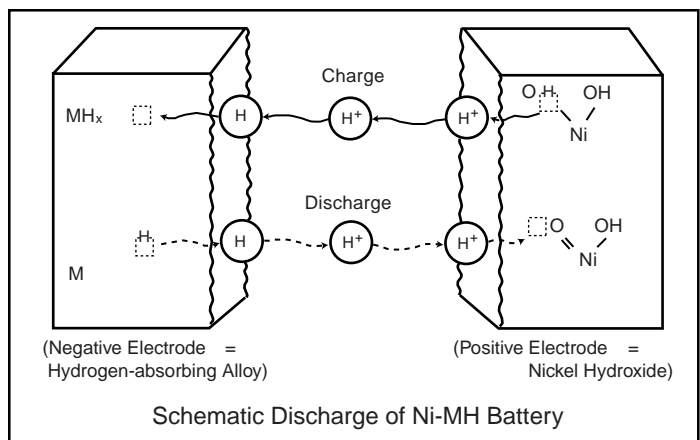 Charge
MHₓ
H
H⁺
H⁺
O H
OH
Ni
Discharge
H
H
H⁺
H⁺
O
OH
Ni
M
(Negative Electrode =
Hydrogen-absorbing Alloy)
(Positive Electrode =
Nickel Hydroxide)
Schematic Discharge of Ni-MH Battery